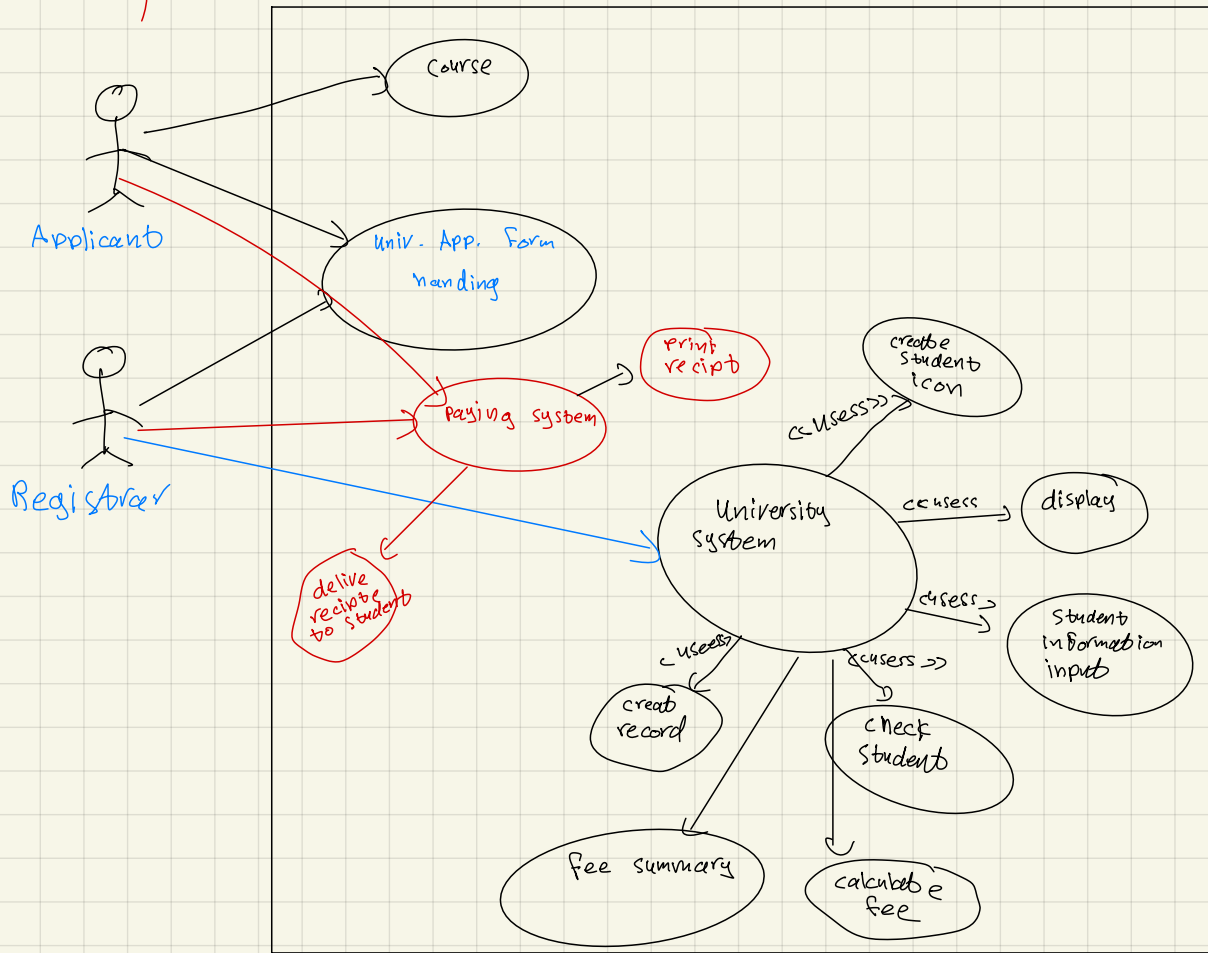 Course
Applicant
Univ. App. Form
handing
print
recipt
create
student
icon
paying system
<<usess>>
Registrar
University
system
<<usess
display
delive
recipte
to student
<usess>
student
information
input
<usees>
<<usess>>
creat
record
check
student
fee summary
calculate
fee